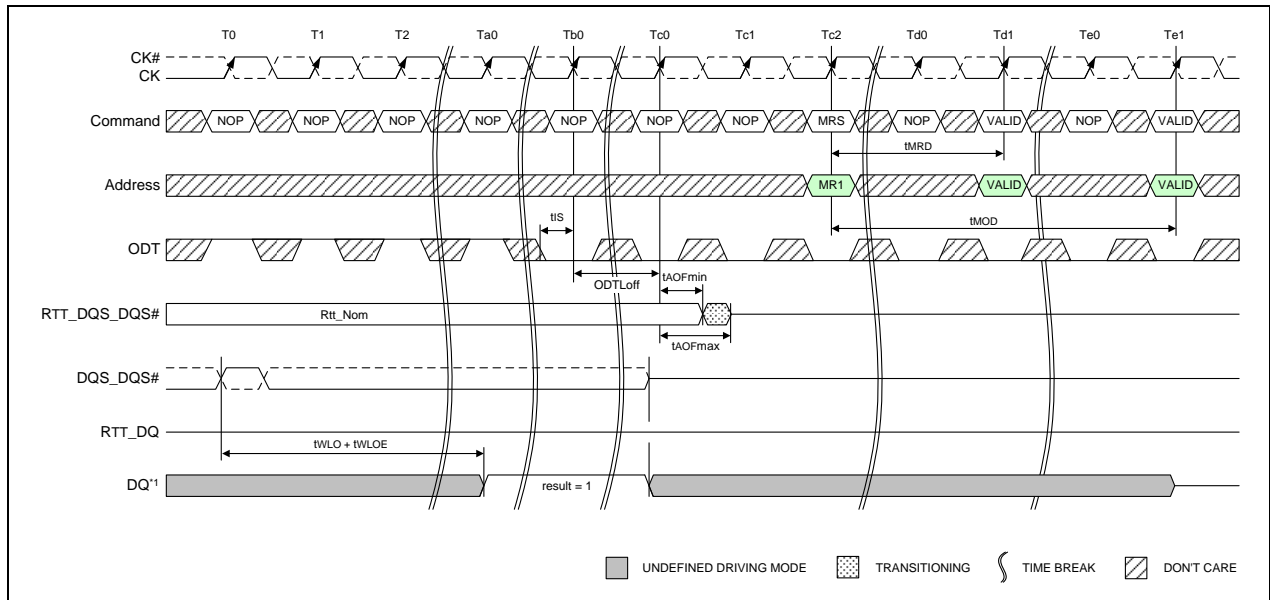 T0 T1 T2 Ta0 Tb0 Tc0 Tc1 Tc2 Td0 Td1 Te0 Te1
CK#
CK
Command NOP NOP NOP NOP NOP NOP NOP MRS NOP VALID NOP VALID
tMRD
Address MR1 VALID VALID
tIS tMOD
ODT
ODTLoff tAOFmin
RTT_DQS_DQS# Rtt_Nom
tAOFmax
DQS_DQS#
RTT_DQ
tWLO + tWLOE
DQ*1 result = 1
UNDEFINED DRIVING MODE TRANSITIONING TIME BREAK DON'T CARE